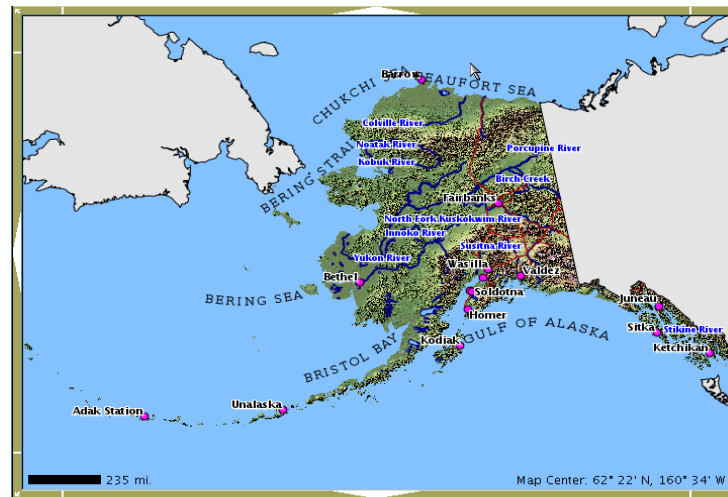 Barrow
CHUKCHI SEA
BEAUFORT SEA
Colville River
Noatak River
Kobuk River
Porcupine River
BERING STRAI
Birch Creek
Fairbanks
North Fork Kuskokwim River
Innoko River
Susitna River
Yukon River
Wasilla
Valdez
Bethel
BERING SEA
Soldotna
Juneau
Homer
Sitka
Stikine River
GULF OF ALASKA
Kodiak
Ketchikan
BRISTOL BAY
Unalaska
Adak Station
235 mi.
Map Center: 62° 22' N, 160° 34' W